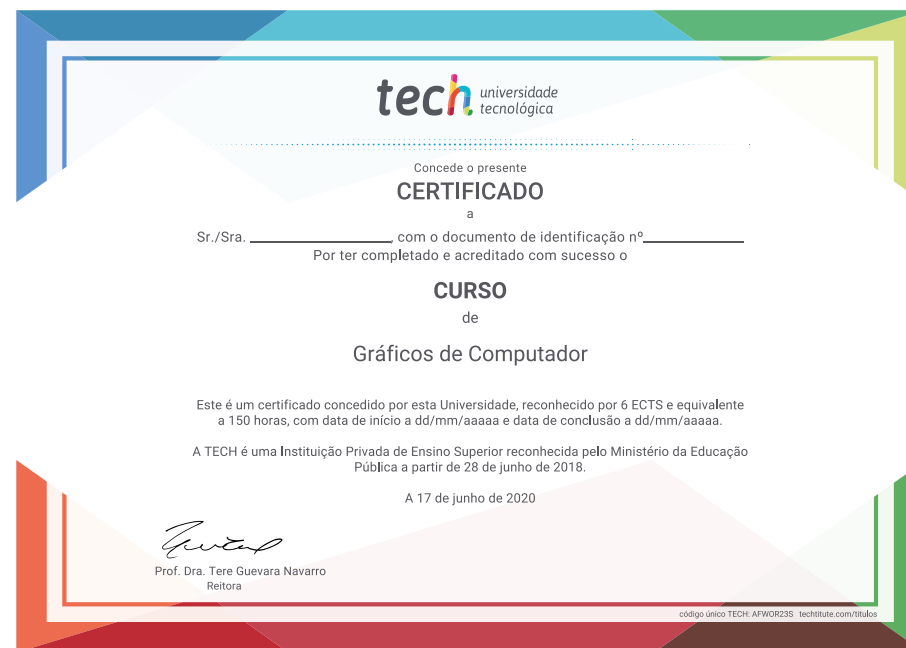 tech universidade
tecnológica
Concede o presente
CERTIFICADO
a
Sr./Sra. ____________________, com o documento de identificação nº______________
Por ter completado e acreditado com sucesso o
CURSO
de
Gráficos de Computador
Este é um certificado concedido por esta Universidade, reconhecido por 6 ECTS e equivalente
a 150 horas, com data de início a dd/mm/aaaaa e data de conclusão a dd/mm/aaaaa.
A TECH é uma Instituição Privada de Ensino Superior reconhecida pelo Ministério da Educação
Pública a partir de 28 de junho de 2018.
A 17 de junho de 2020
Prof. Dra. Tere Guevara Navarro
Reitora
código único TECH: AFWOR23S techtitute.com/titulos